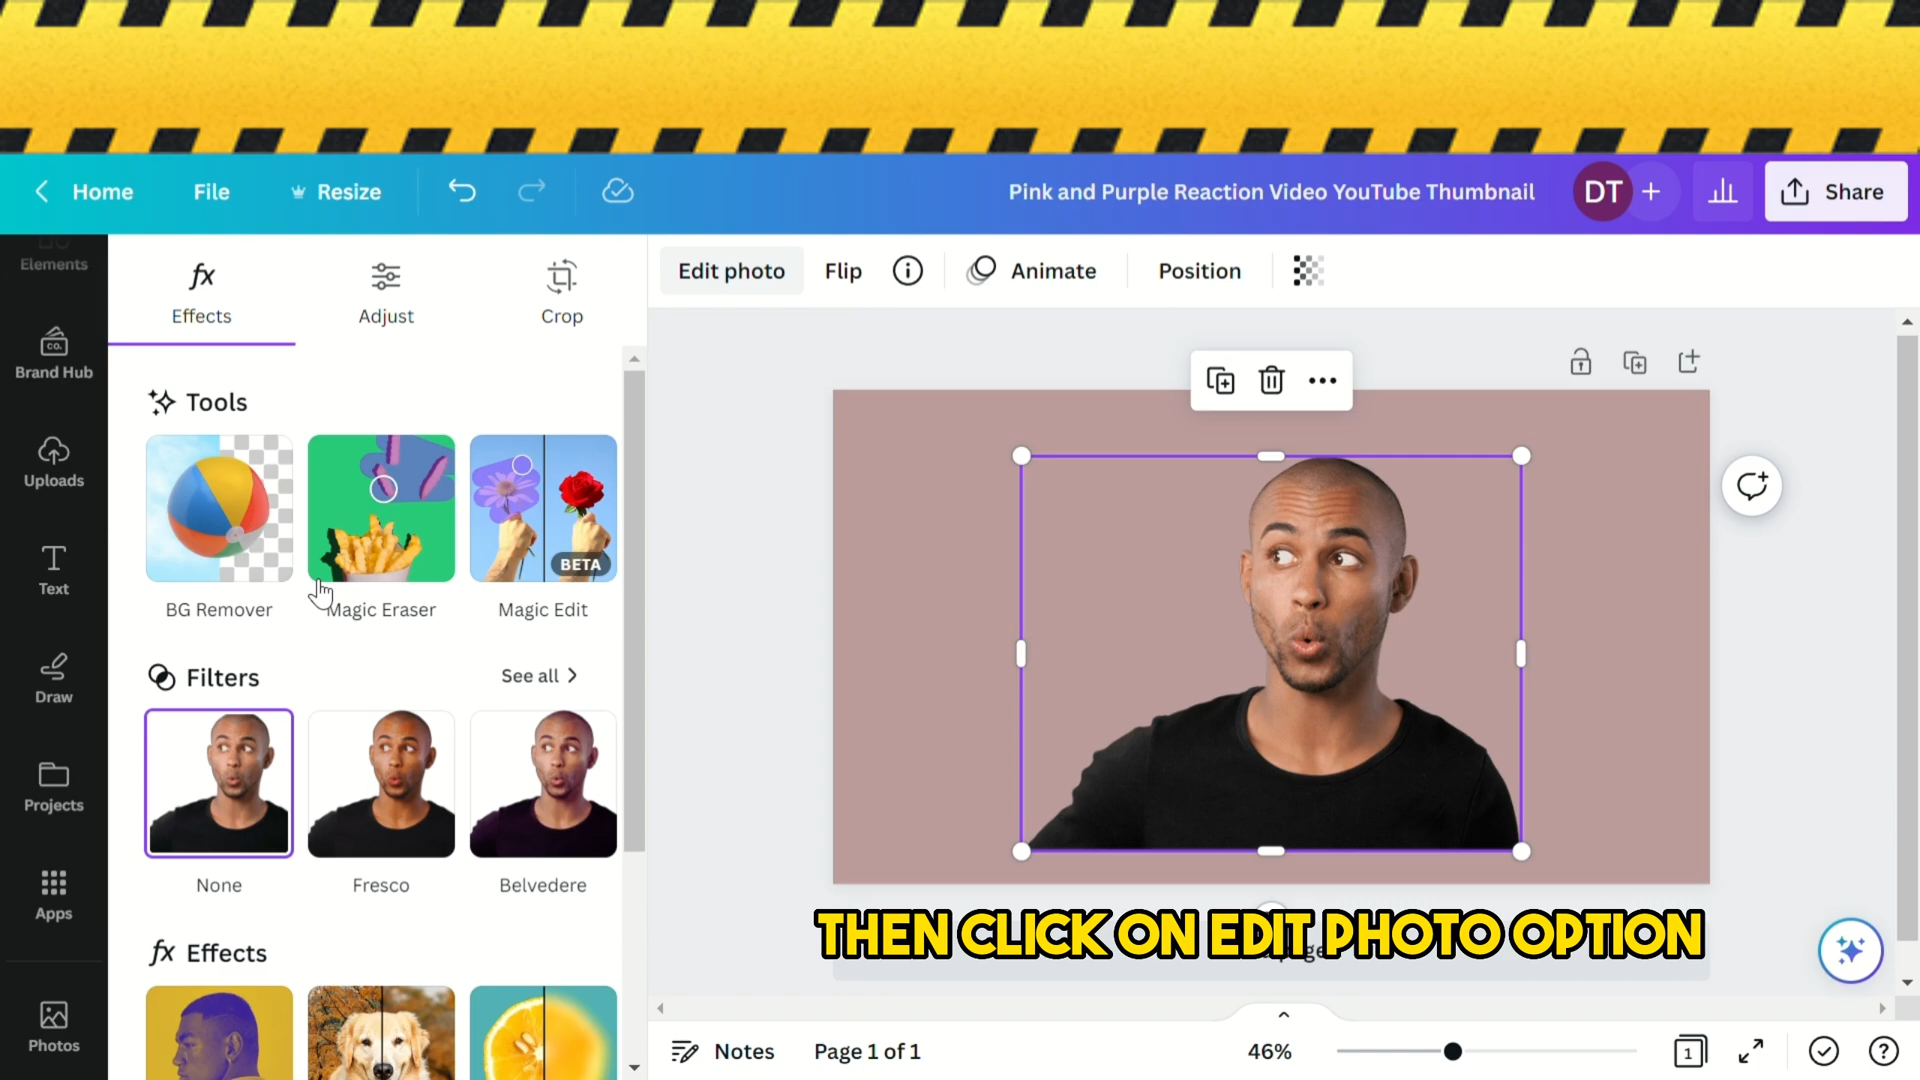 Home
File
Resize
Pink and Purple Reaction Video YouTube Thumbnail
DT
Share
Elements
Brand Hub
CO.
Uploads
Text
Draw
Projects
Apps
Photos
Effects
Adjust
Crop
Edit photo
Flip
Animate
Position
Tools
BETA
BG Remover
Magic Eraser
Magic Edit
Filters
See all
None
Fresco
Belvedere
fx Effects
THEN CLICK ON EDIT PHOTO OPTION
Notes
Page 1 of 1
46%
1